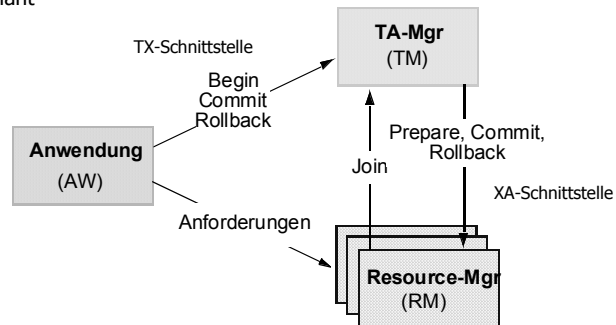 TX-Schnittstelle
TA-Mgr
(TM)
Begin
Commit
Rollback
Anwendung
(AW)
Prepare, Commit,
Rollback
Join
XA-Schnittstelle
Anforderungen
Resource-Mgr
(RM)